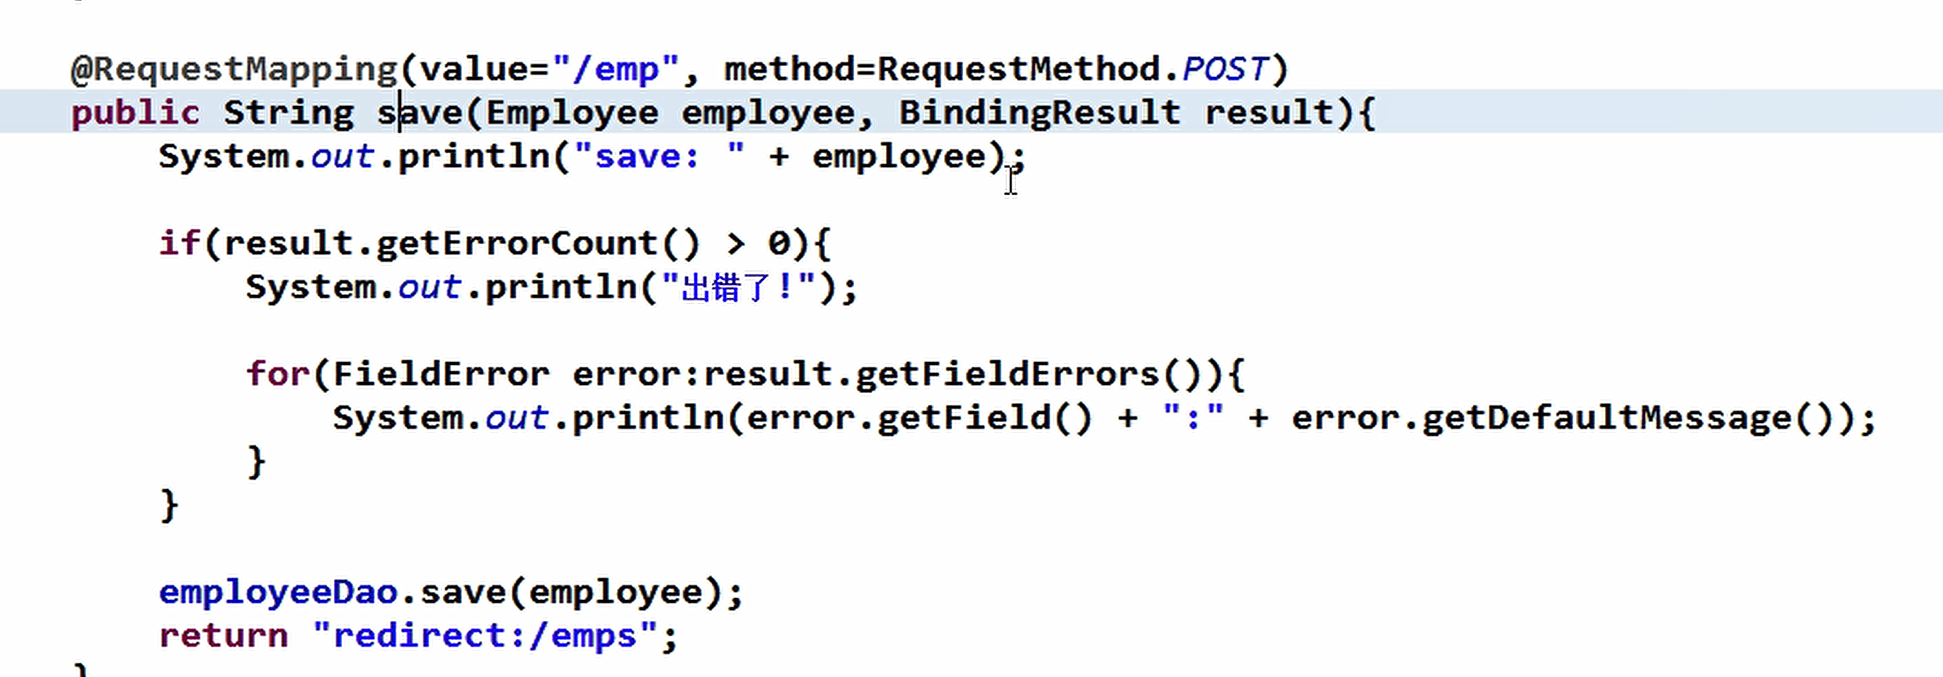 @RequestMapping(value="/emp", method=RequestMethod.POST)
public String save(Employee employee, BindingResult result){
System.out.println("save: " + employee);
if(result.getErrorCount() > 0){
System.out.println("出错了!");
for(FieldError error:result.getFieldErrors()){
System.out.println(error.getField() + ":" + error.getDefaultMessage());
}
}
employeeDao.save(employee);
return "redirect:/emps";
}